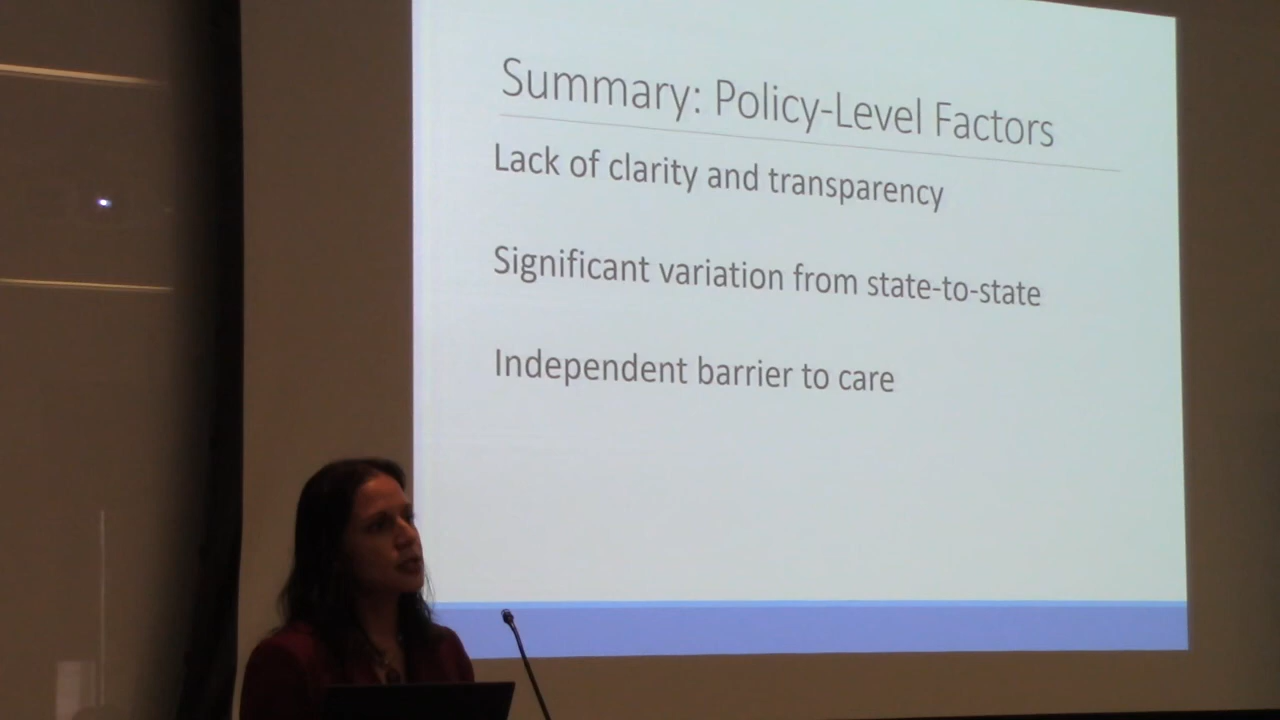 Summary: Policy-Level Factors
Lack of clarity and transparency
Significant variation from state-to-state
Independent barrier to care